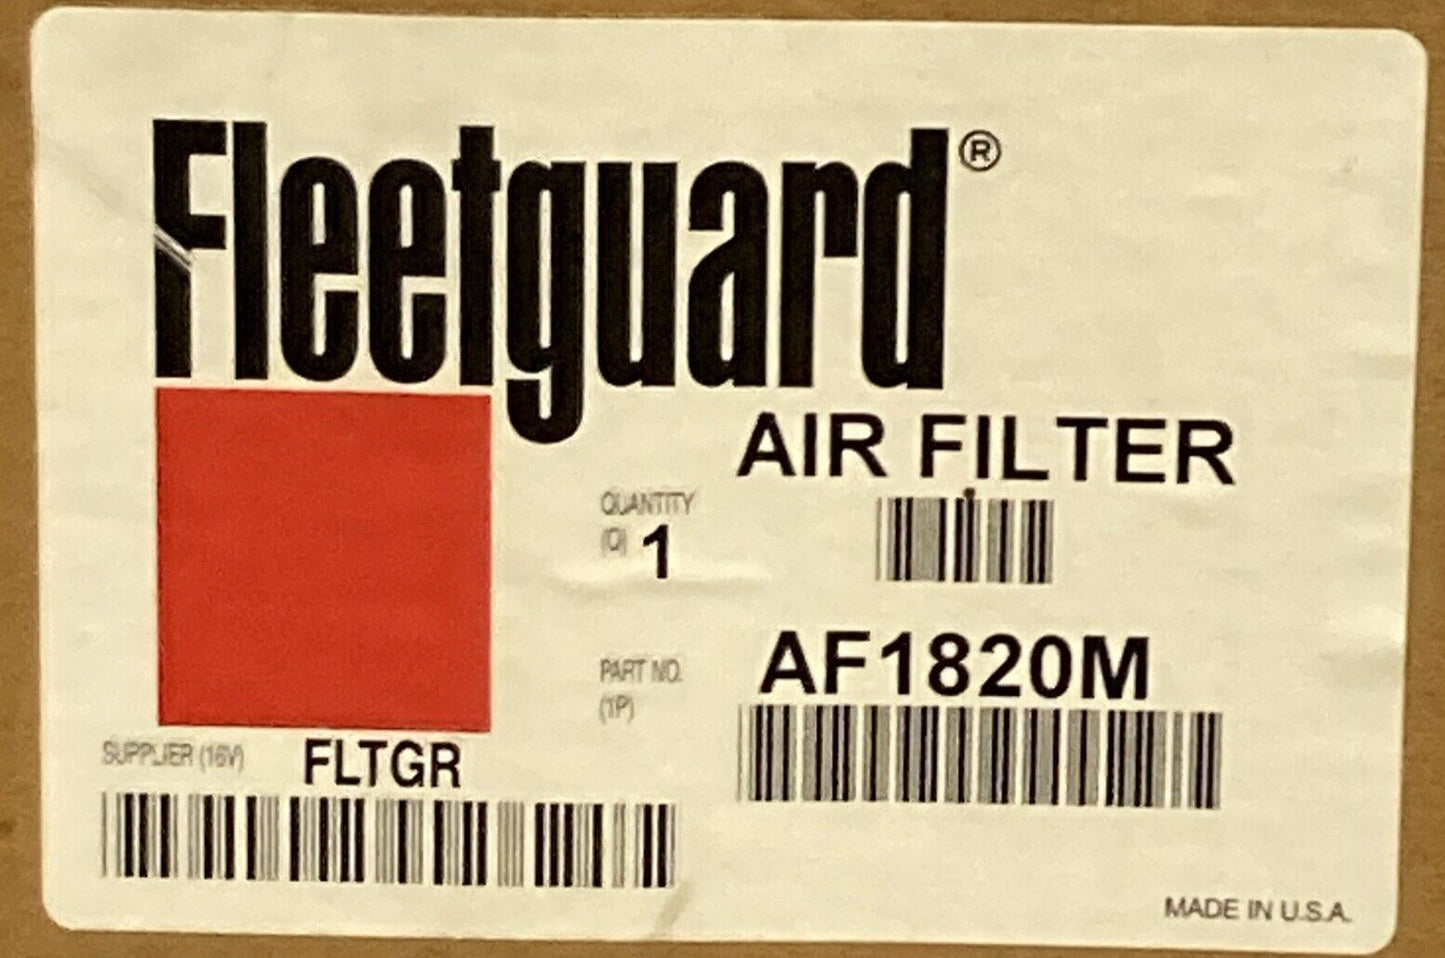 Fleetguard®
AIR FILTER
QUANTITY
(Q) 1
AF1820M
PART NO.
(1P)
SUPPLIER (16V) FLTGR
MADE IN U.S.A.